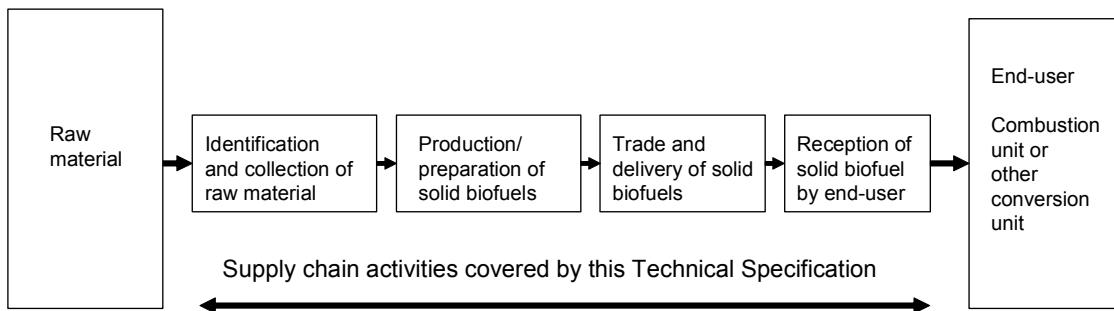 Raw
material
Identification
and collection of
raw material
Production/
preparation of
solid biofuels
Trade and
delivery of solid
biofuels
Reception of
solid biofuel
by end-user
End-user
Combustion
unit or
other
conversion
unit
Supply chain activities covered by this Technical Specification